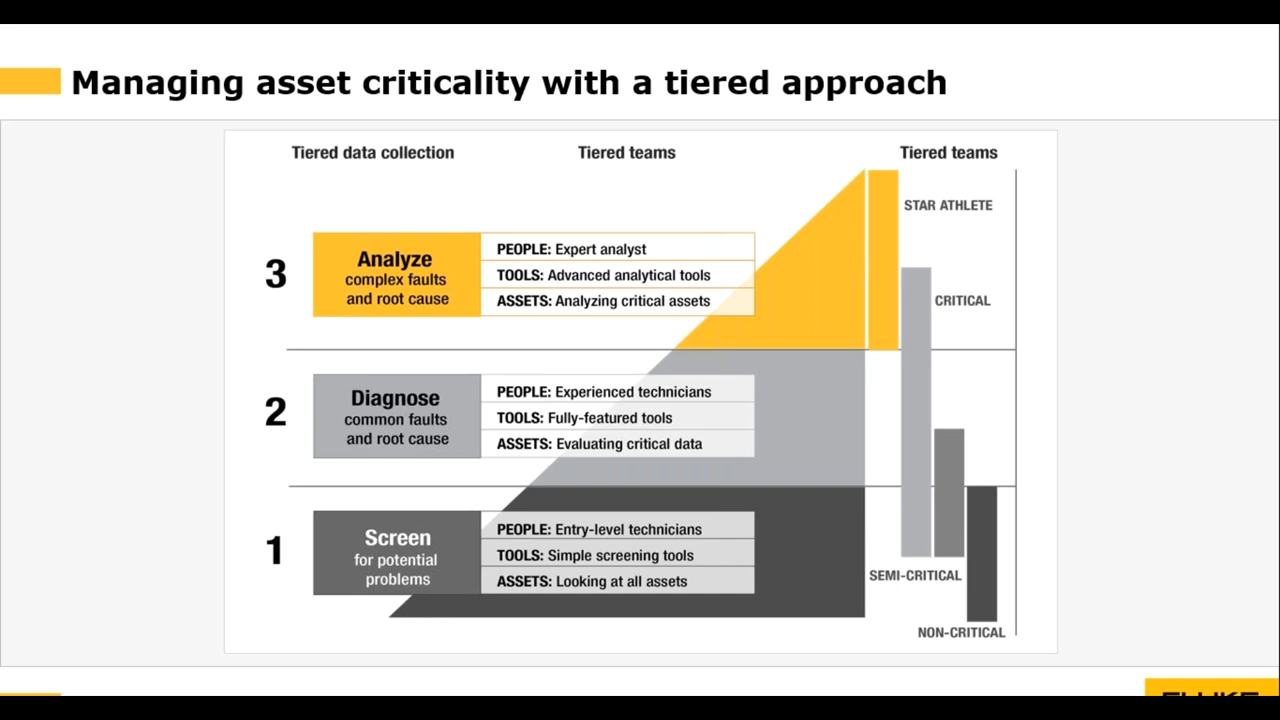 Managing asset criticality with a tiered approach
Tiered data collection
Tiered teams
Tiered teams
3
Analyze
complex faults
and root cause
PEOPLE: Expert analyst
TOOLS: Advanced analytical tools
ASSETS: Analyzing critical assets
2
Diagnose
common faults
and root cause
PEOPLE: Experienced technicians
TOOLS: Fully-featured tools
ASSETS: Evaluating critical data
1
Screen
for potential
problems
PEOPLE: Entry-level technicians
TOOLS: Simple screening tools
ASSETS: Looking at all assets
STAR ATHLETE
CRITICAL
SEMI-CRITICAL
NON-CRITICAL